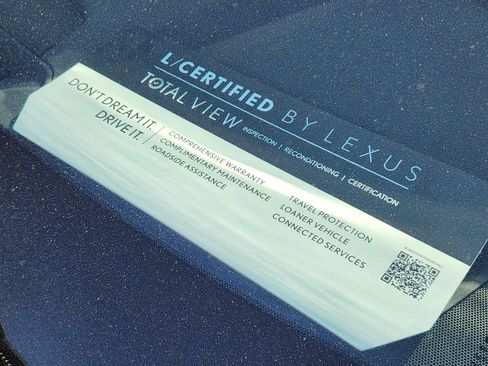 L/CERTIFIED BY LEXUS
TOTAL VIEW INSPECTION / RECONDITIONING / CERTIFICATION
DON'T DREAM IT.
DRIVE IT.
COMPREHENSIVE WARRANTY
COMPLIMENTARY MAINTENANCE
ROADSIDE ASSISTANCE
TRAVEL PROTECTION
LOANER VEHICLE
CONNECTED SERVICES